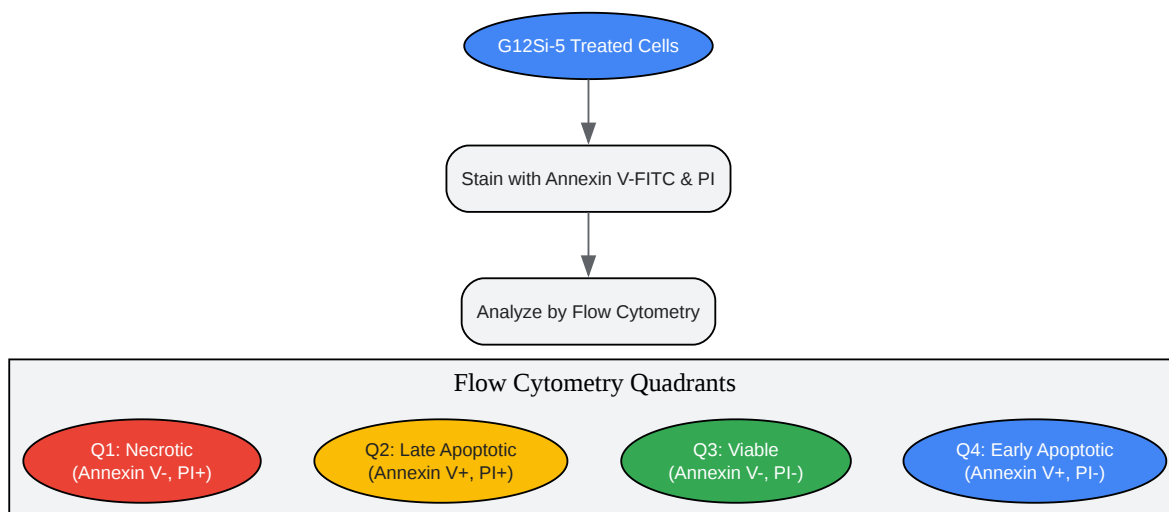 G12Si-5 Treated Cells
Stain with Annexin V-FITC & PI
Analyze by Flow Cytometry
Flow Cytometry Quadrants
Q1: Necrotic
(Annexin V-, PI+)
Q2: Late Apoptotic
(Annexin V+, PI+)
Q3: Viable
(Annexin V-, PI-)
Q4: Early Apoptotic
(Annexin V+, PI-)